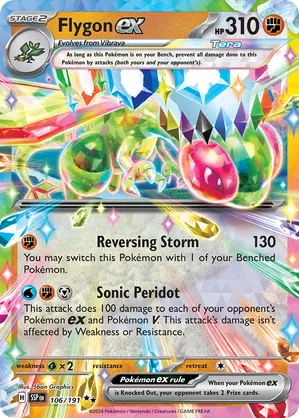 STAGE2
Flygon ex HP310
Evolves from Vibrava
Tera
As long as this Pokémon is on your Bench, prevent all damage done to this
Pokémon by attacks (both yours and your opponent's).
Reversing Storm 130
You may switch this Pokémon with 1 of your Benched
Pokémon.
Sonic Peridot
This attack does 100 damage to each of your opponent's
Pokémon ex and Pokémon V. This attack's damage isn't
affected by Weakness or Resistance.
weakness ×2 resistance retreat
Illus. 5ban Graphics
Pokémon ex rule
When your Pokémon ex
is Knocked Out, your opponent takes 2 Prize cards.
H SSP EN 106/191
©2024 Pokémon / Nintendo / Creatures / GAME FREAK